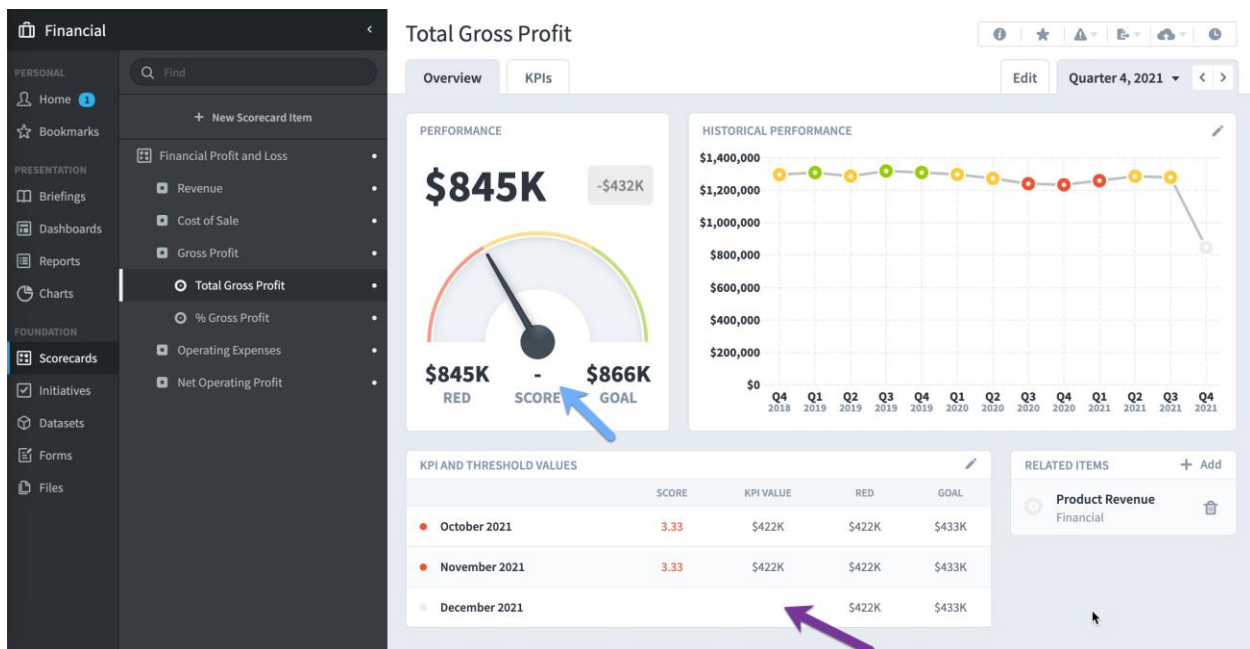 Financial
PERSONAL
Home 1
Bookmarks
PRESENTATION
Briefings
Dashboards
Reports
Charts
FOUNDATION
Scorecards
Initiatives
Datasets
Forms
Files
Find
+ New Scorecard Item
Financial Profit and Loss
Revenue
Cost of Sale
Gross Profit
Total Gross Profit
% Gross Profit
Operating Expenses
Net Operating Profit
Total Gross Profit
Overview KPIs
Edit Quarter 4, 2021
PERFORMANCE
$845K -$432K
$845K - $866K
RED SCORE GOAL
HISTORICAL PERFORMANCE
$1,400,000
$1,200,000
$1,000,000
$800,000
$600,000
$400,000
$200,000
$0
Q4 Q1 Q2 Q3 Q4 Q1 Q2 Q3 Q4 Q1 Q2 Q3 Q4
2018 2019 2019 2019 2019 2020 2020 2020 2020 2021 2021 2021 2021
KPI AND THRESHOLD VALUES
SCORE KPI VALUE RED GOAL
October 2021 3.33 $422K $422K $433K
November 2021 3.33 $422K $422K $433K
December 2021 $422K $433K
RELATED ITEMS + Add
Product Revenue
Financial